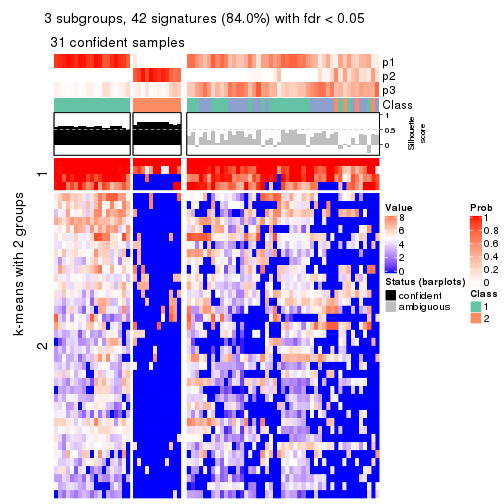 3 subgroups, 42 signatures (84.0%) with fdr < 0.05
31 confident samples
p1
p2
p3
Class
1
0.5
0
Silhouette
score
k-means with 2 groups
1
2
Value
8
6
4
2
0
Prob
1
0.8
0.6
0.4
0.2
0
Status (barplots)
confident
ambiguous
Class
1
2